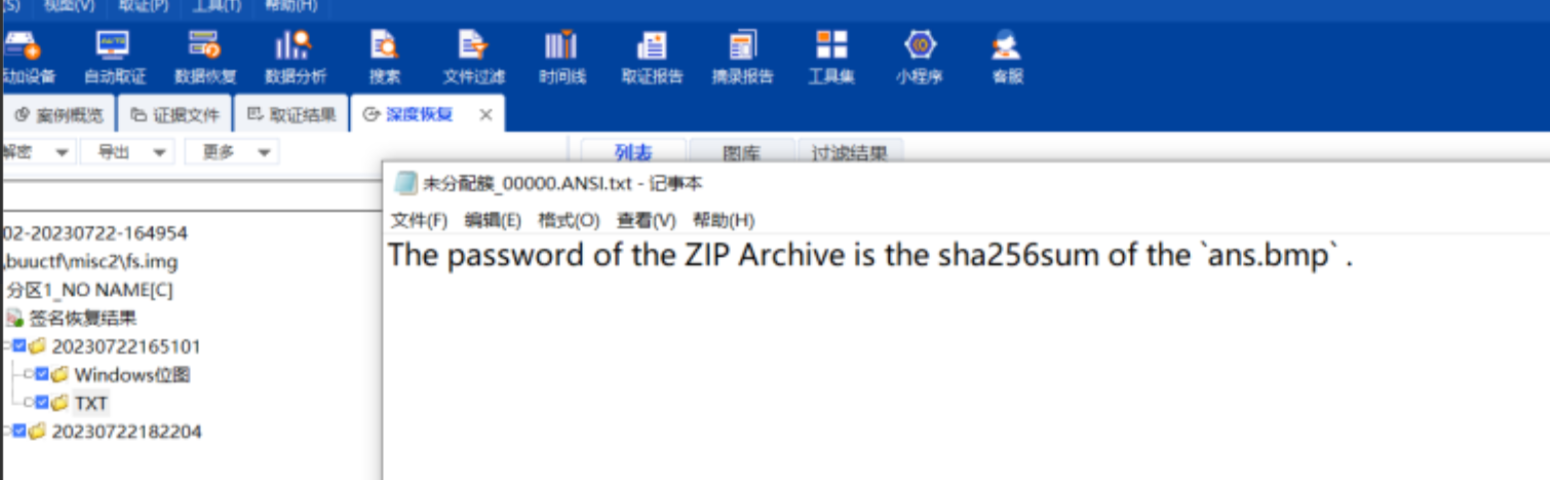 (S) 视图(V) 取证(P) 工具(T) 帮助(H)
添加设备 自动取证 数据恢复 数据分析 搜索 文件过滤 时间线 取证报告 摘录报告 工具集 小程序 客服
案例概览 证据文件 取证结果 深度恢复 ×
解密 导出 更多 列表 图库 过滤结果
未分配簇_00000.ANSI.txt - 记事本
文件(F) 编辑(E) 格式(O) 查看(V) 帮助(H)
The password of the ZIP Archive is the sha256sum of the `ans.bmp` .
02-20230722-164954
\buuctf\misc2\fs.img
分区1_NO NAME[C]
签名恢复结果
20230722165101
Windows位图
TXT
20230722182204